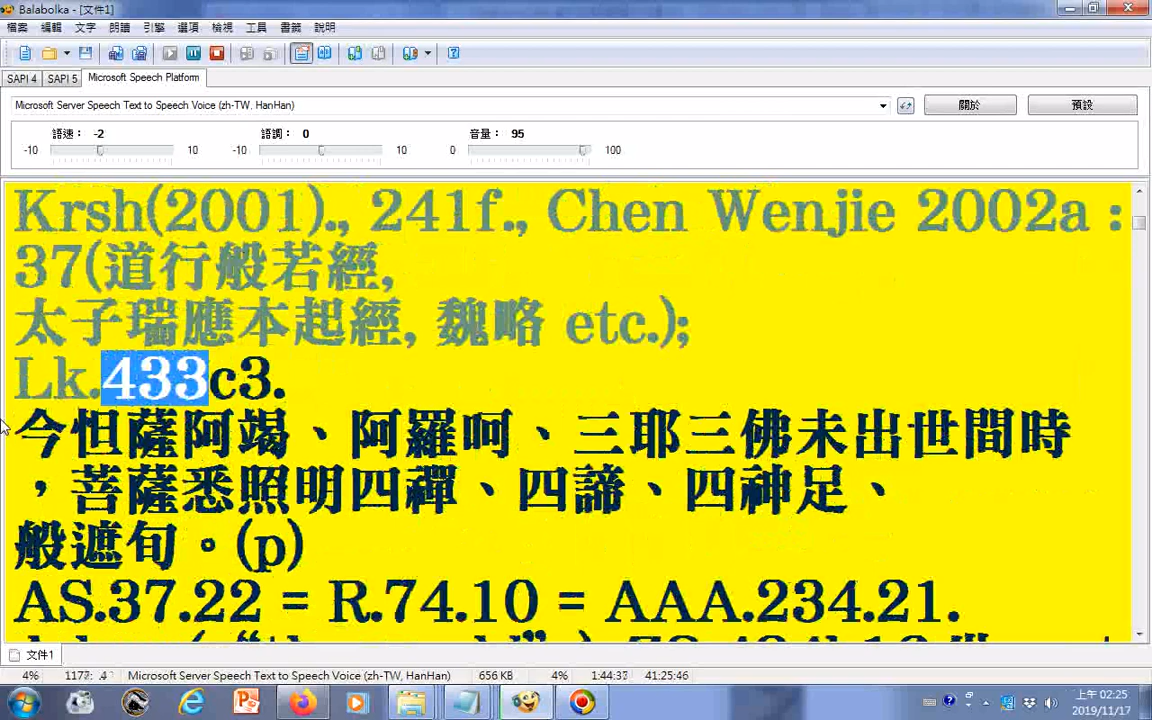 Balabolka - [文件1]
檔案 編輯 文字 朗讀 引擎 選項 檢視 工具 書籤 說明
SAPI 4 SAPI 5 Microsoft Speech Platform
Microsoft Server Speech Text to Speech Voice (zh-TW, HanHan)
關於 預設
語速： -2 語調： 0 音量： 95
-10 10 -10 10 0 100
Krsh(2001)., 241f., Chen Wenjie 2002a :
37(道行般若經,
太子瑞應本起經, 魏略 etc.);
Lk.433c3.
今怛薩阿竭、阿羅呵、三耶三佛未出世間時
，菩薩悉照明四禪、四諦、四神足、
般遮旬。(p)
AS.37.22 = R.74.10 = AAA.234.21.
文件1
4% Microsoft Server Speech Text to Speech Voice (zh-TW, HanHan) 656 KB 4% 1:44:37 41:25:46
上午 02:25
2019/11/17